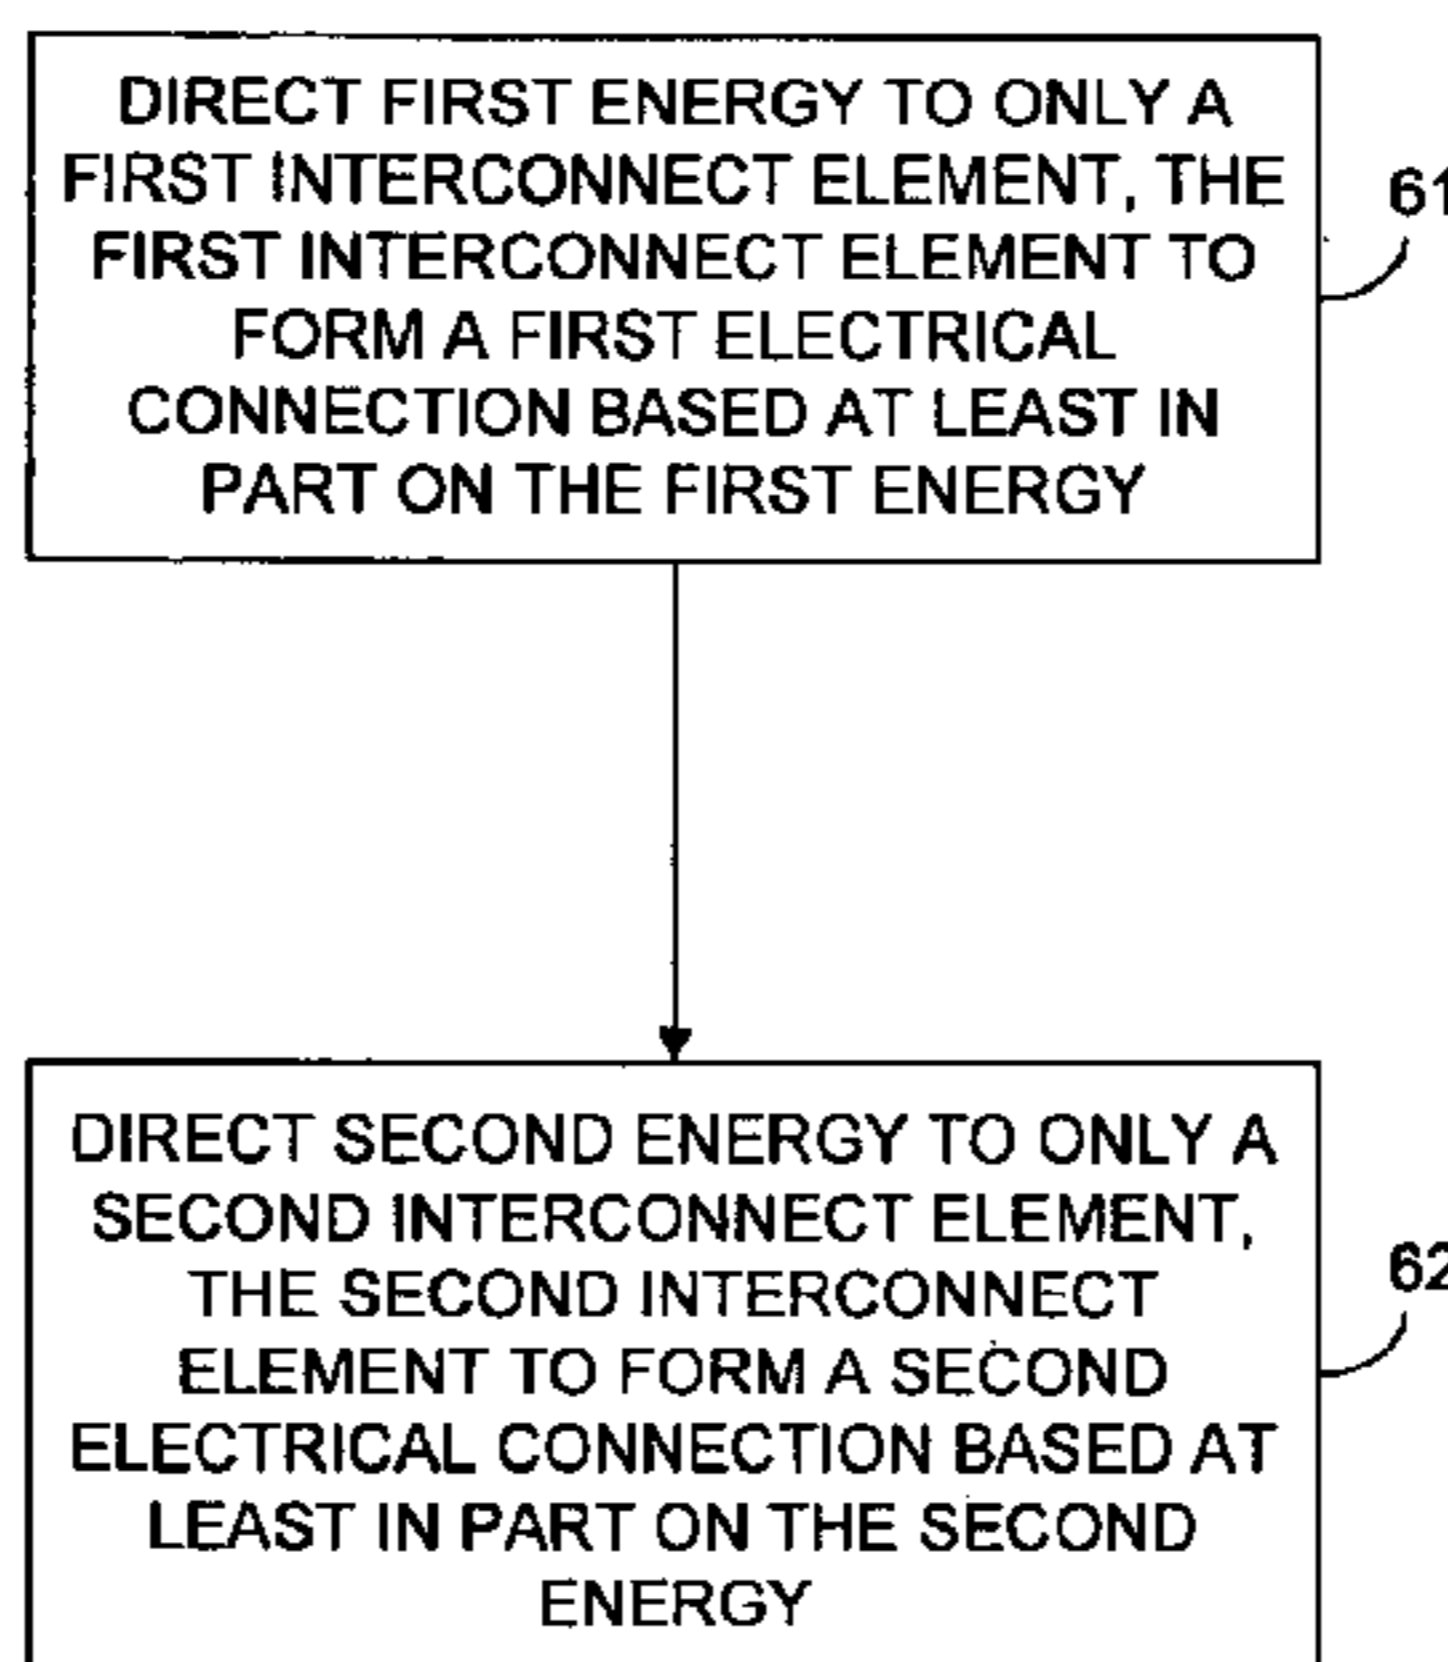 DIRECT FIRST ENERGY TO ONLY A
FIRST INTERCONNECT ELEMENT, THE
FIRST INTERCONNECT ELEMENT TO
FORM A FIRST ELECTRICAL
CONNECTION BASED AT LEAST IN
PART ON THE FIRST ENERGY
61
DIRECT SECOND ENERGY TO ONLY A
SECOND INTERCONNECT ELEMENT,
THE SECOND INTERCONNECT
ELEMENT TO FORM A SECOND
ELECTRICAL CONNECTION BASED AT
LEAST IN PART ON THE SECOND
ENERGY
62